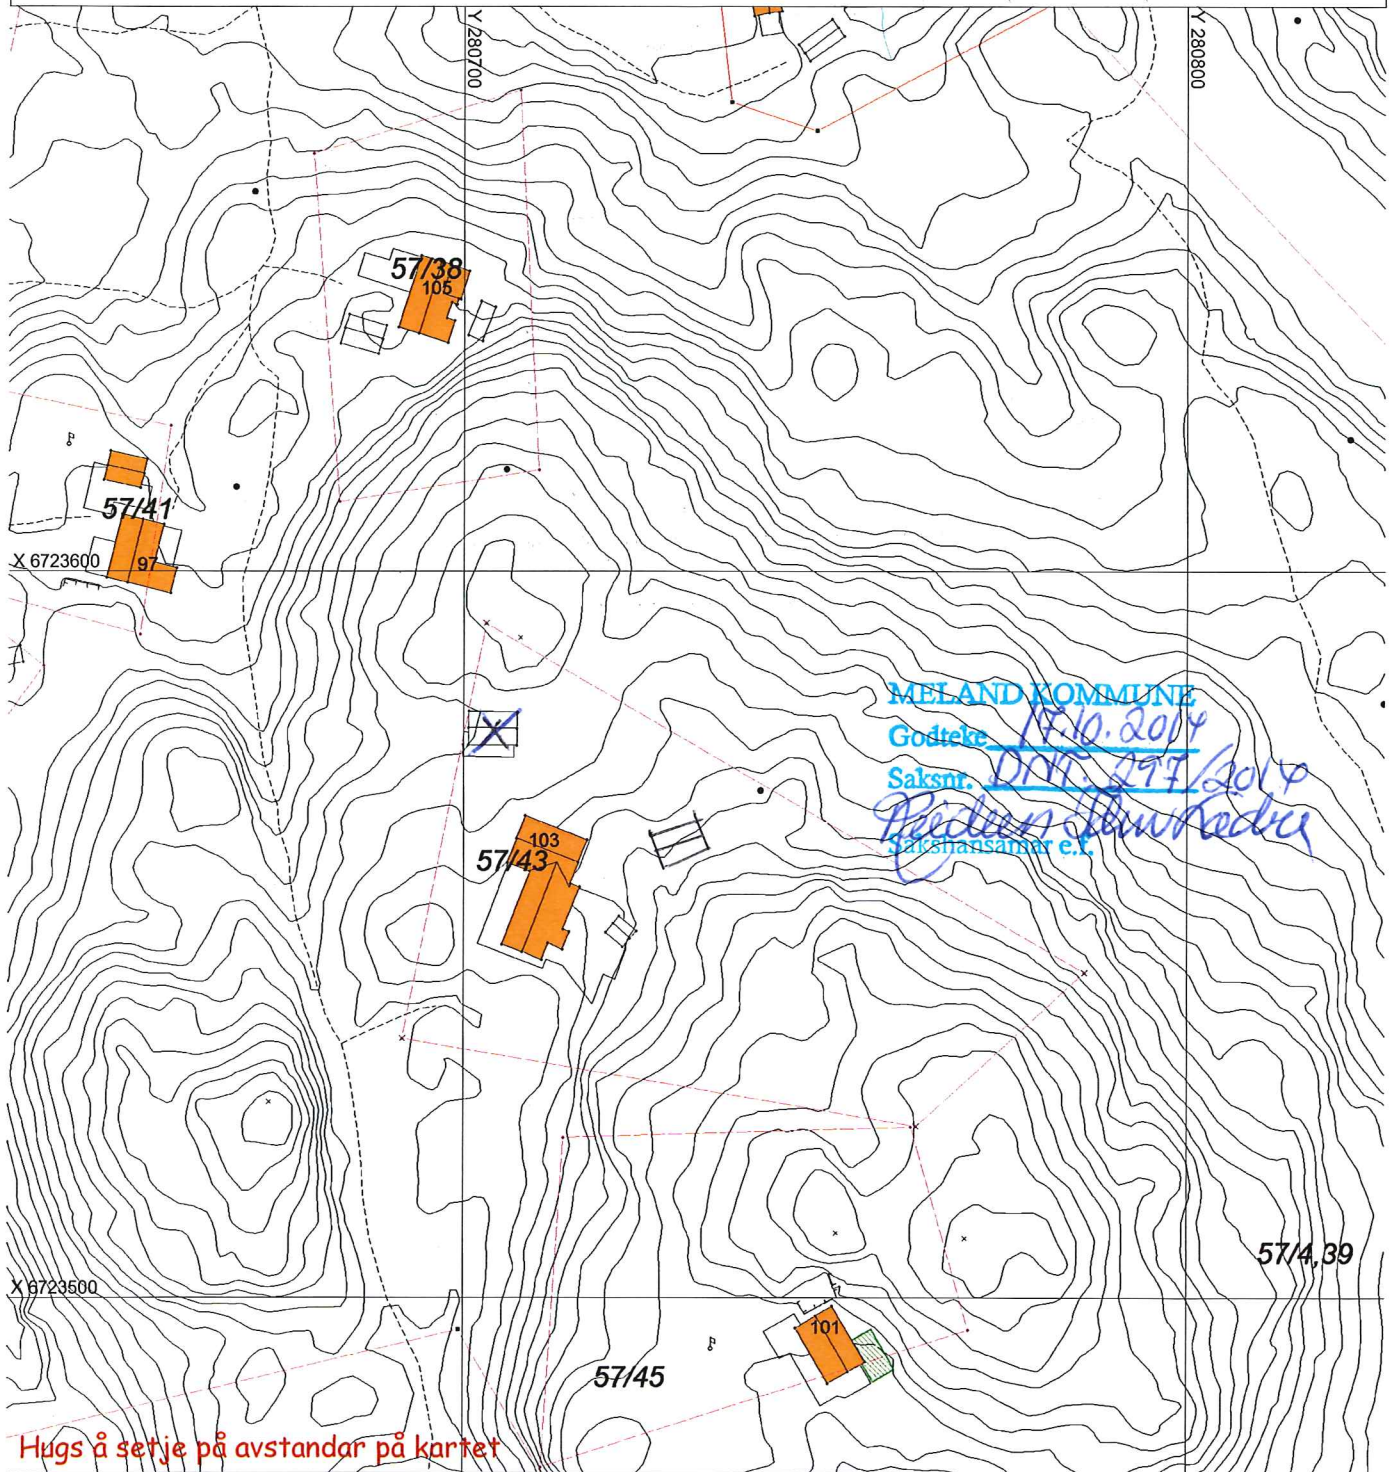 Y 280700
Y 280800
57/38
105
57/41
97
X 6723600
MELAND KOMMUNE
Godteke 17.10.2014
Saksnr. DNT. 297/2014
Sakshansamar e.f.
103
57/43
57/4,39
X 6723500
101
57/45
Hugs å setje på avstandar på kartet